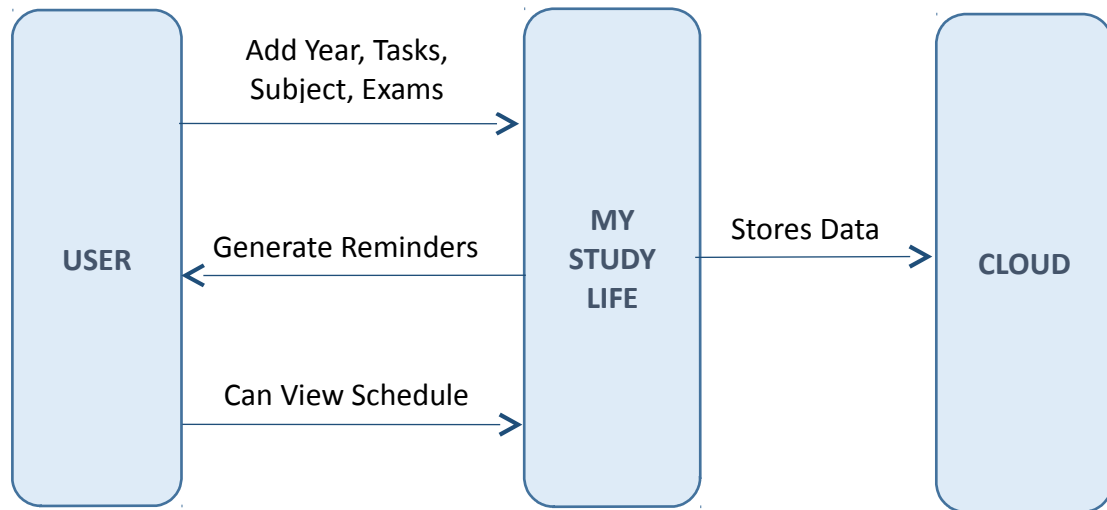 Add Year, Tasks,
Subject, Exams
USER
Generate Reminders
Can View Schedule
MY
STUDY
LIFE
Stores Data
CLOUD